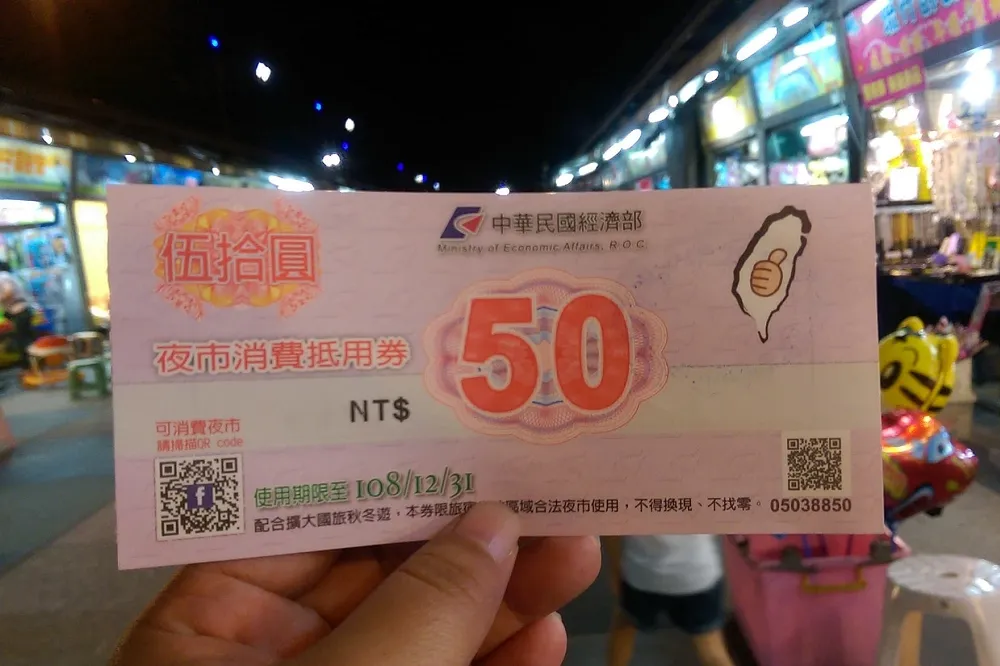 伍拾圓
中華民國經濟部
Ministry of Economic Affairs, R.O.C.
夜市消費抵用券
NT$
50
可消費夜市
請掃描QR code
使用期限至 108/12/31
配合擴大國旅秋冬遊，本券限旅 區域合法夜市使用，不得換現、不找零。
05038850